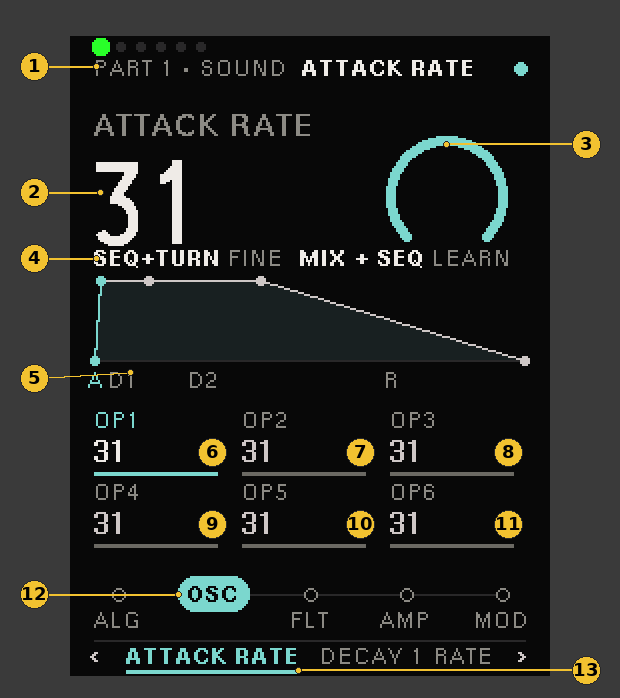 1 PART 1 · SOUND ATTACK RATE
ATTACK RATE
3
2 31
4 SEQ+TURN FINE MIX + SEQ LEARN
5 A D1 D2 R
OP1 OP2 OP3
31 6 31 7 31 8
OP4 OP5 OP6
31 9 31 10 31 11
12 OSC
ALG FLT AMP MOD
< ATTACK RATE DECAY 1 RATE >
13